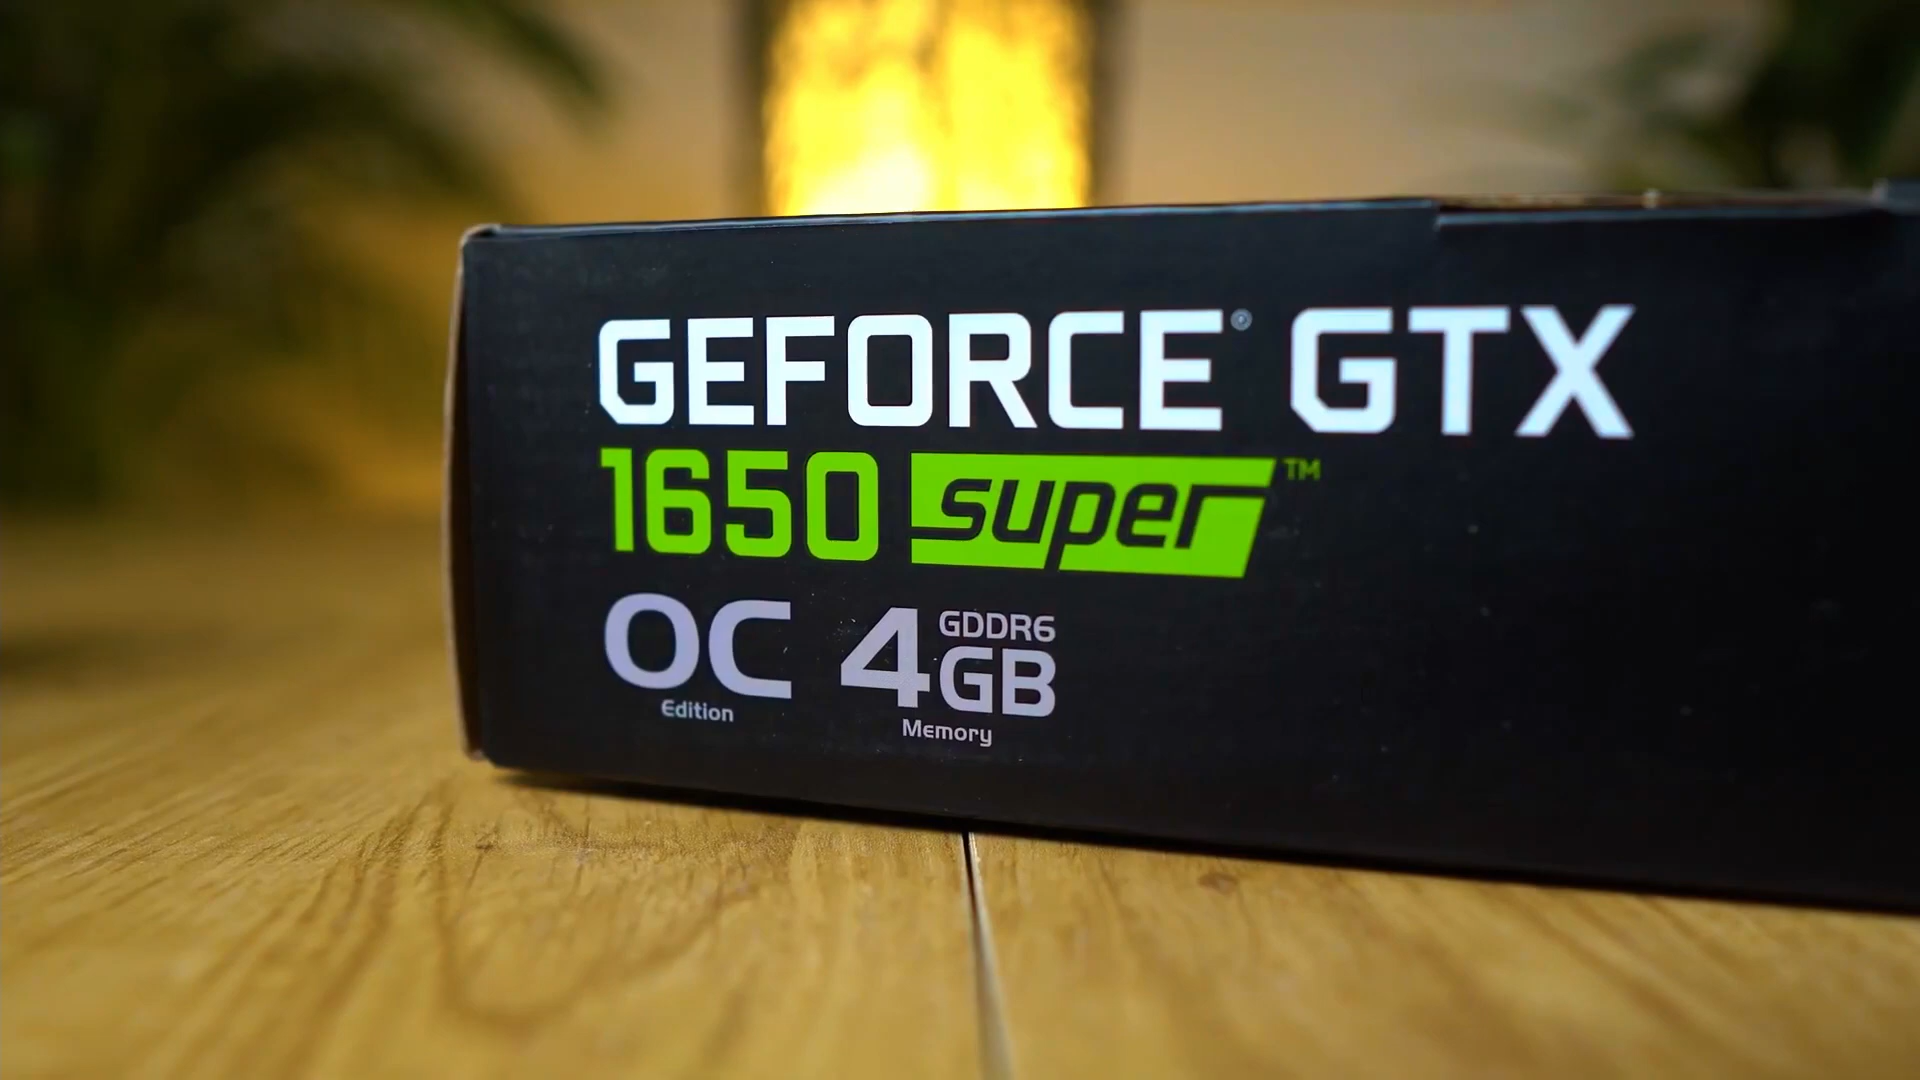 GEFORCE® GTX
1650 super™
OC 4 GDDR6 GB
Edition Memory